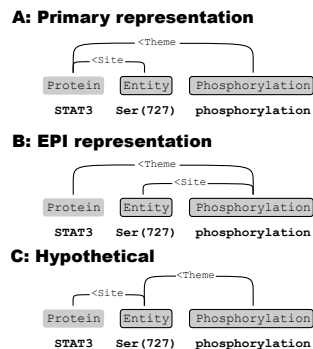 A: Primary representation
<Theme
<Site
Protein Entity Phosphorylation
STAT3 Ser(727) phosphorylation
B: EPI representation
<Theme
<Site
Protein Entity Phosphorylation
STAT3 Ser(727) phosphorylation
C: Hypothetical
<Theme
<Site
Protein Entity Phosphorylation
STAT3 Ser(727) phosphorylation